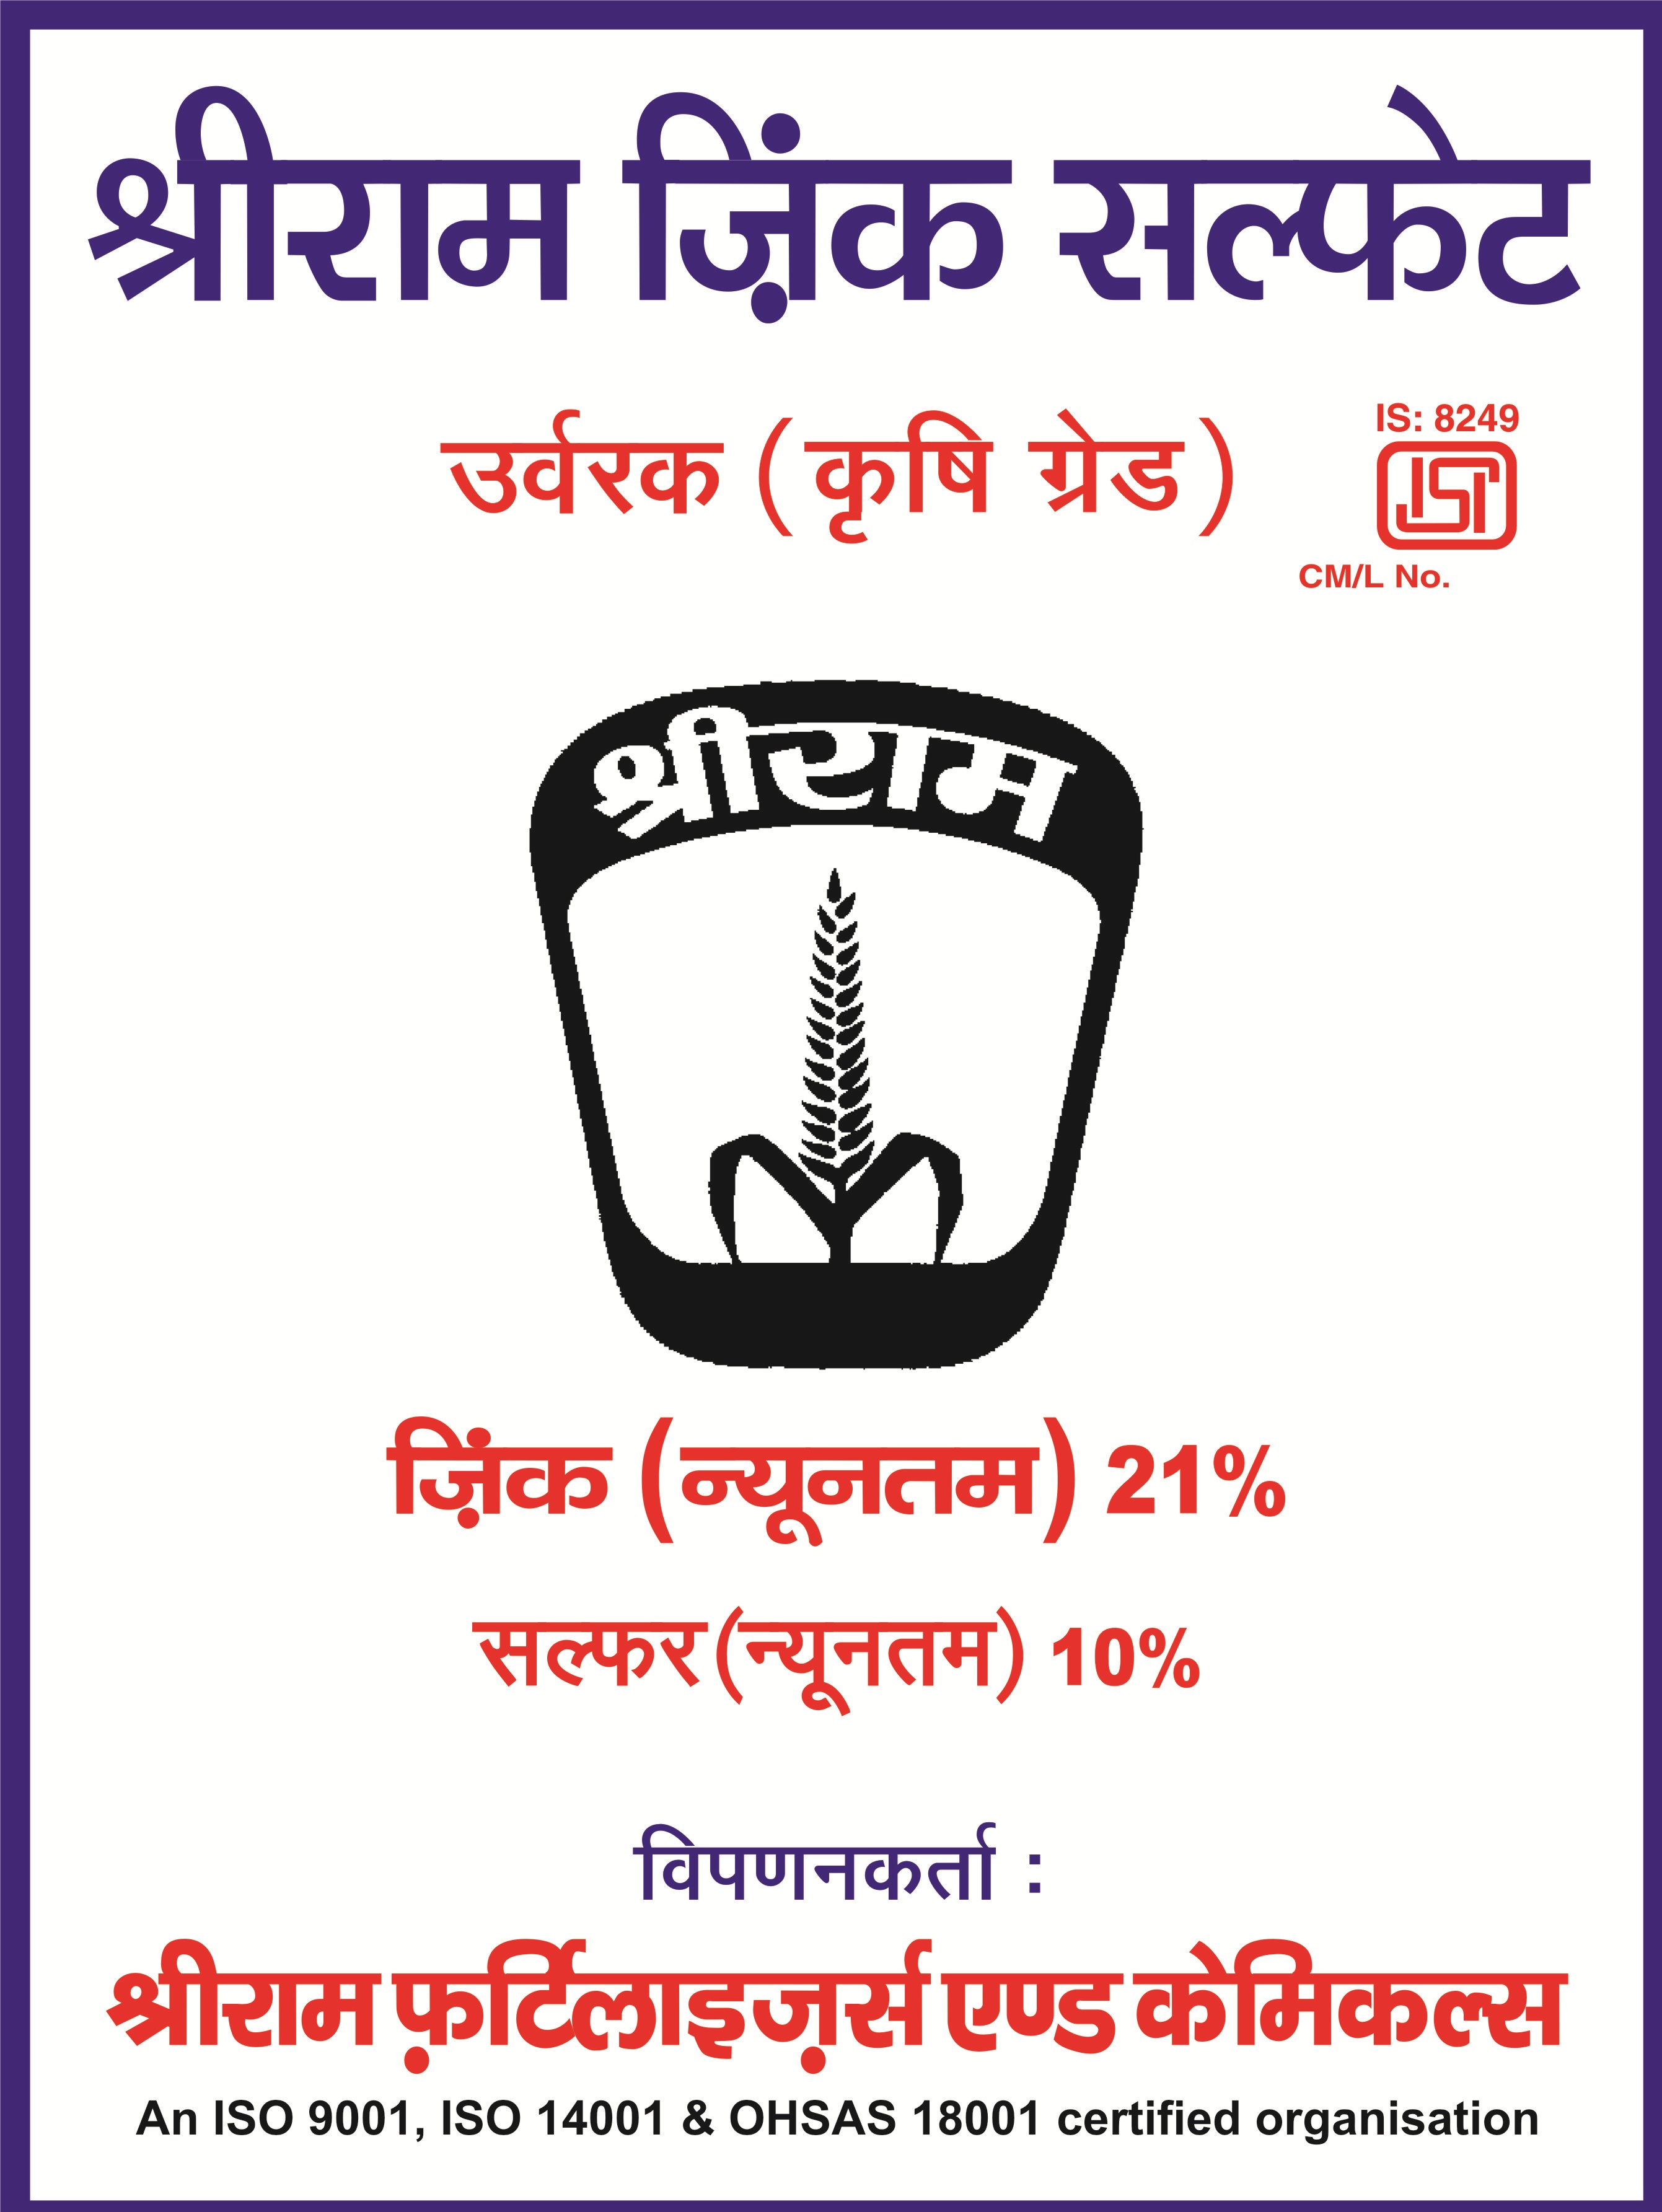 श्रीराम ज़िंक सल्फेट
उर्वरक (कृषि ग्रेड)
IS: 8249
ISI
CM/L No.
श्रीराम
ज़िंक (न्यूनतम) 21%
सल्फर (न्यूनतम) 10%
विपणनकर्ता :
श्रीराम फ़र्टिलाइज़र्स एण्ड केमिकल्स
An ISO 9001, ISO 14001 & OHSAS 18001 certified organisation